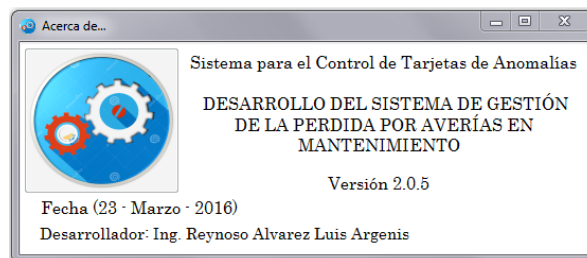 Acerca de...
Sistema para el Control de Tarjetas de Anomalías
DESARROLLO DEL SISTEMA DE GESTIÓN
DE LA PERDIDA POR AVERÍAS EN
MANTENIMIENTO
Versión 2.0.5
Fecha (23 - Marzo - 2016)
Desarrollador: Ing. Reynoso Alvarez Luis Argenis